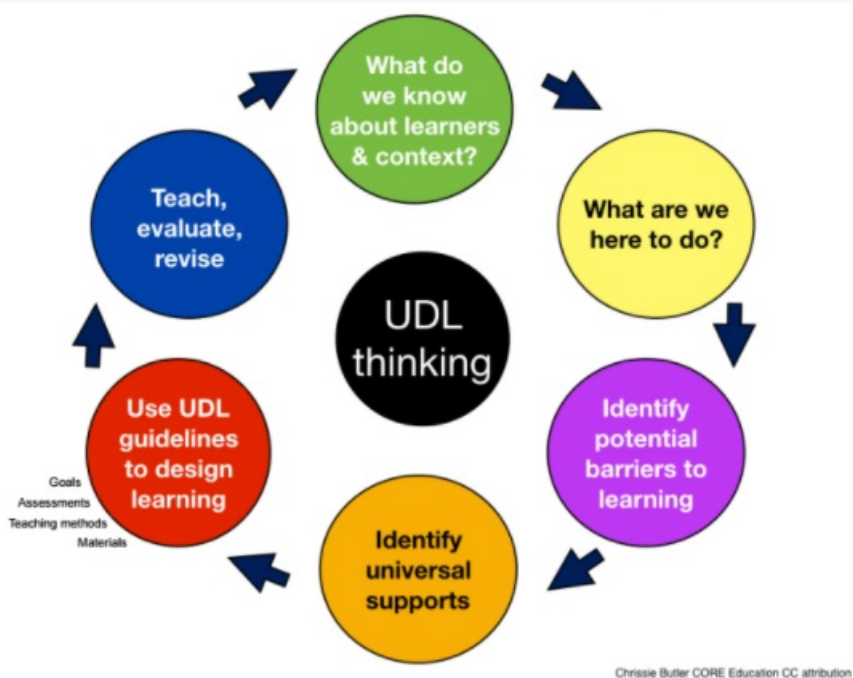 What do
we know
about learners
& context?
What are we
here to do?
Identify
potential
barriers to
learning
Identify
universal
supports
Use UDL
guidelines
to design
learning
Goals
Assessments
Teaching methods
Materials
Teach,
evaluate,
revise
UDL
thinking
Chrissie Butler CORE Education CC attribution